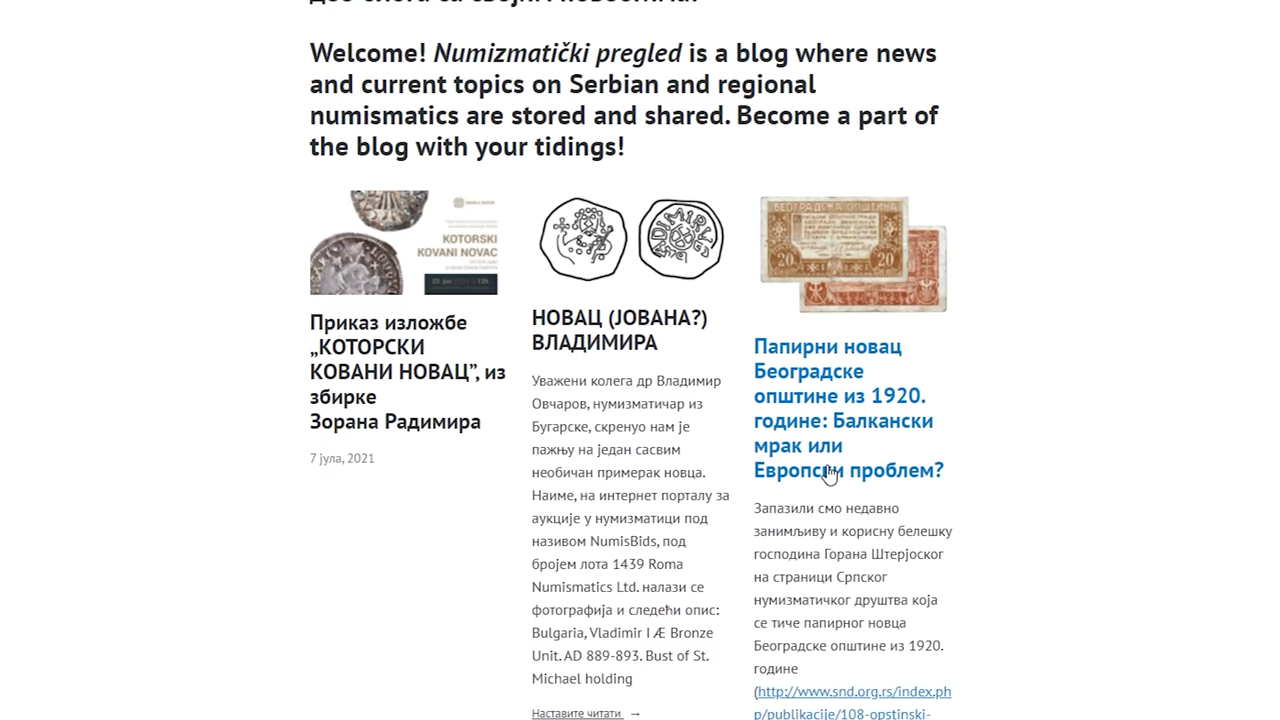 Welcome! Numizmatički pregled is a blog where news
and current topics on Serbian and regional
numismatics are stored and shared. Become a part of
the blog with your tidings!
KOTORSKI
KOVANI NOVAC
БЕОГРАДСКА ОПШТИНА
20
20
Приказ изложбе
„КОТОРСКИ
КОВАНИ НОВАЦ”, из
збирке
Зорана Радимира
7 јула, 2021
НОВАЦ (ЈОВАНА?)
ВЛАДИМИРА
Уважени колега др Владимир
Овчаров, нумизматичар из
Бугарске, скренуо нам је
пажњу на један сасвим
необичан примерак новца.
Наиме, на интернет порталу за
аукције у нумизматици под
називом NumisBids, под
бројем лота 1439 Roma
Numismatics Ltd. налази се
фотографија и следећи опис:
Bulgaria, Vladimir I Æ Bronze
Unit. AD 889-893. Bust of St.
Michael holding
Наставите читати →
Папирни новац
Београдске
општине из 1920.
године: Балкански
мрак или
Европски проблем?
Запазили смо недавно
занимљиву и корисну белешку
господина Горана Штерјоског
на страници Српског
нумизматичког друштва која
се тиче папирног новца
Београдске општине из 1920.
године
(http://www.snd.org.rs/index.ph
p/publikacije/108-opstinski-